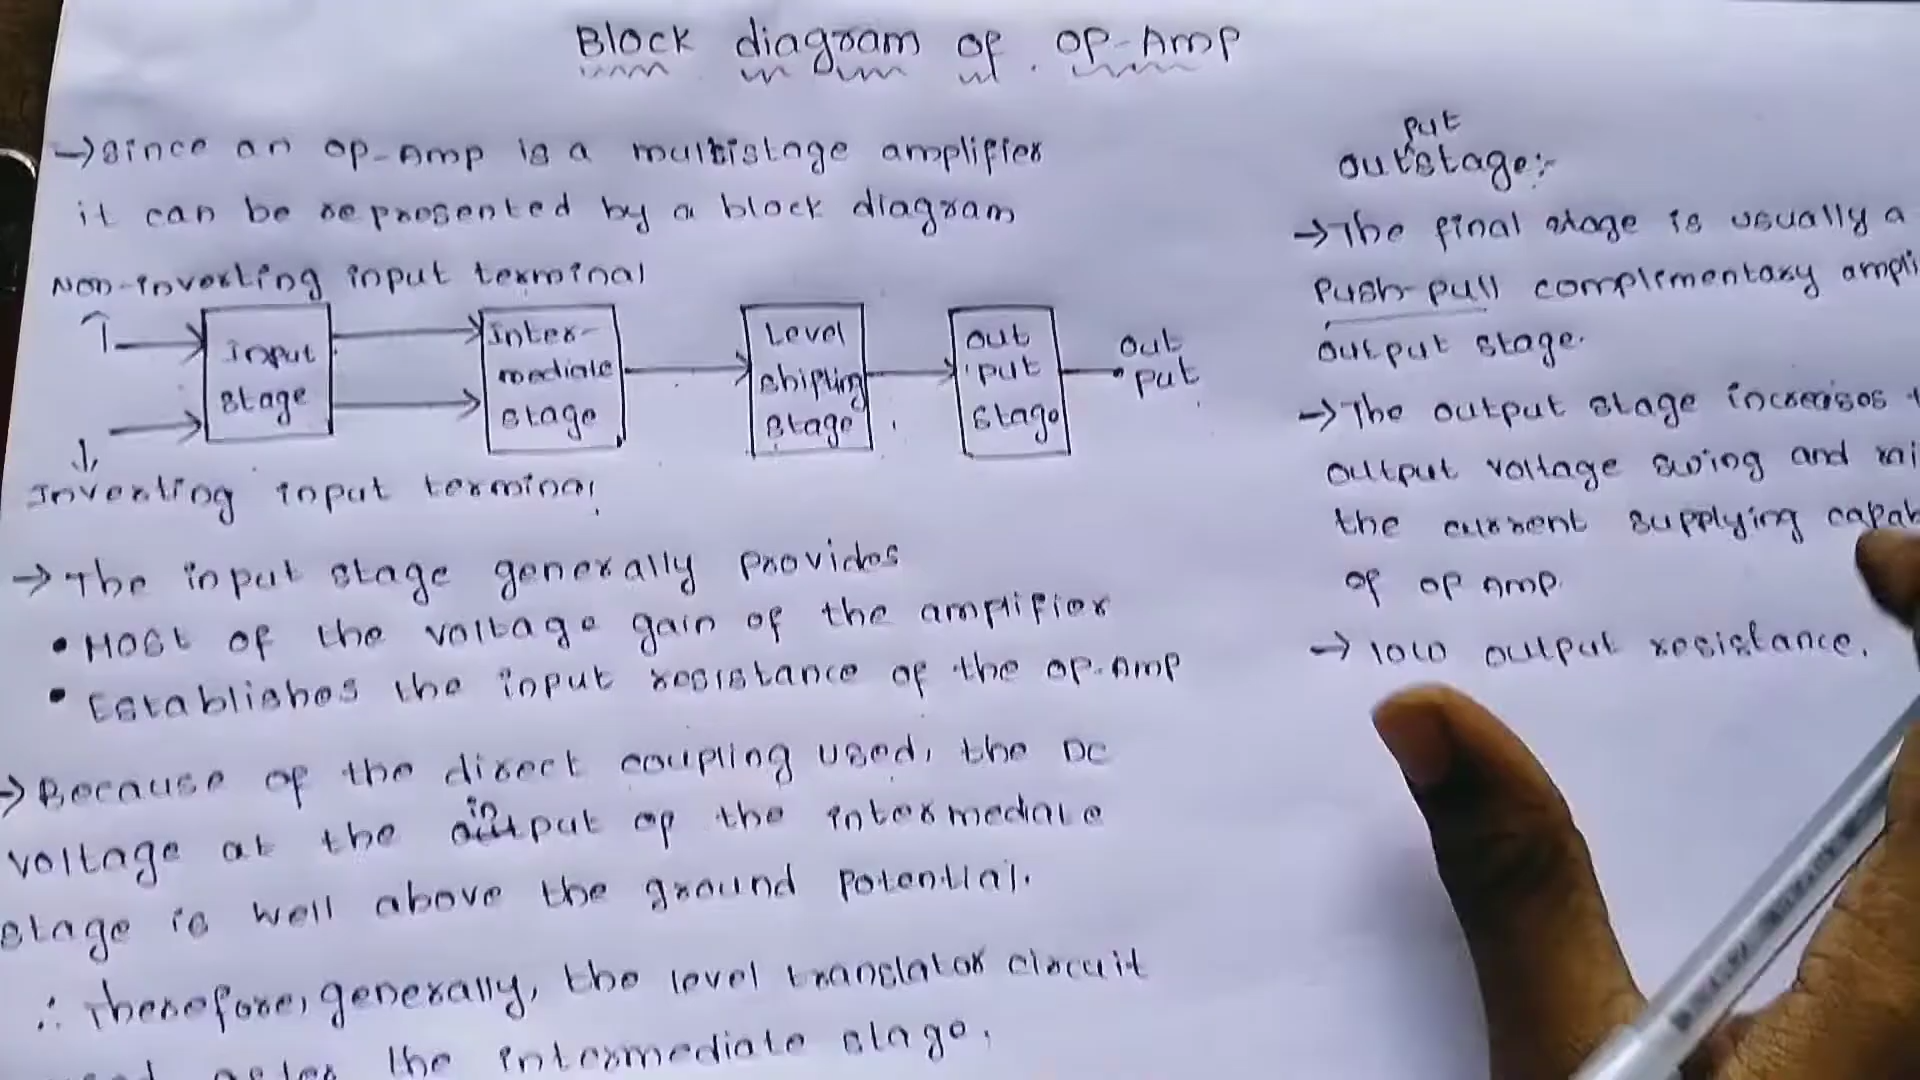 Block diagram of OP-Amp
→ since an op-Amp is a multistage amplifier
it can be represented by a block diagram
Non-inverting input terminal
input stage
Inter-mediate stage
Level shifting stage
out put stage
out put
Inverting input terminal
→ The input stage generally provides
• Most of the voltage gain of the amplifier
• Establishes the input resistance of the op-Amp
→ Because of the direct coupling used, the DC
voltage at the input of the intermediate
stage is well above the ground potential.
∴ Therefore, generally, the level translator circuit
the intermediate stage.
output stage:-
→ The final stage is usually a
Push-pull complimentary ampli
output stage.
→ The output stage increases
output voltage swing and
the current supplying capab
of op Amp.
→ low output resistance.